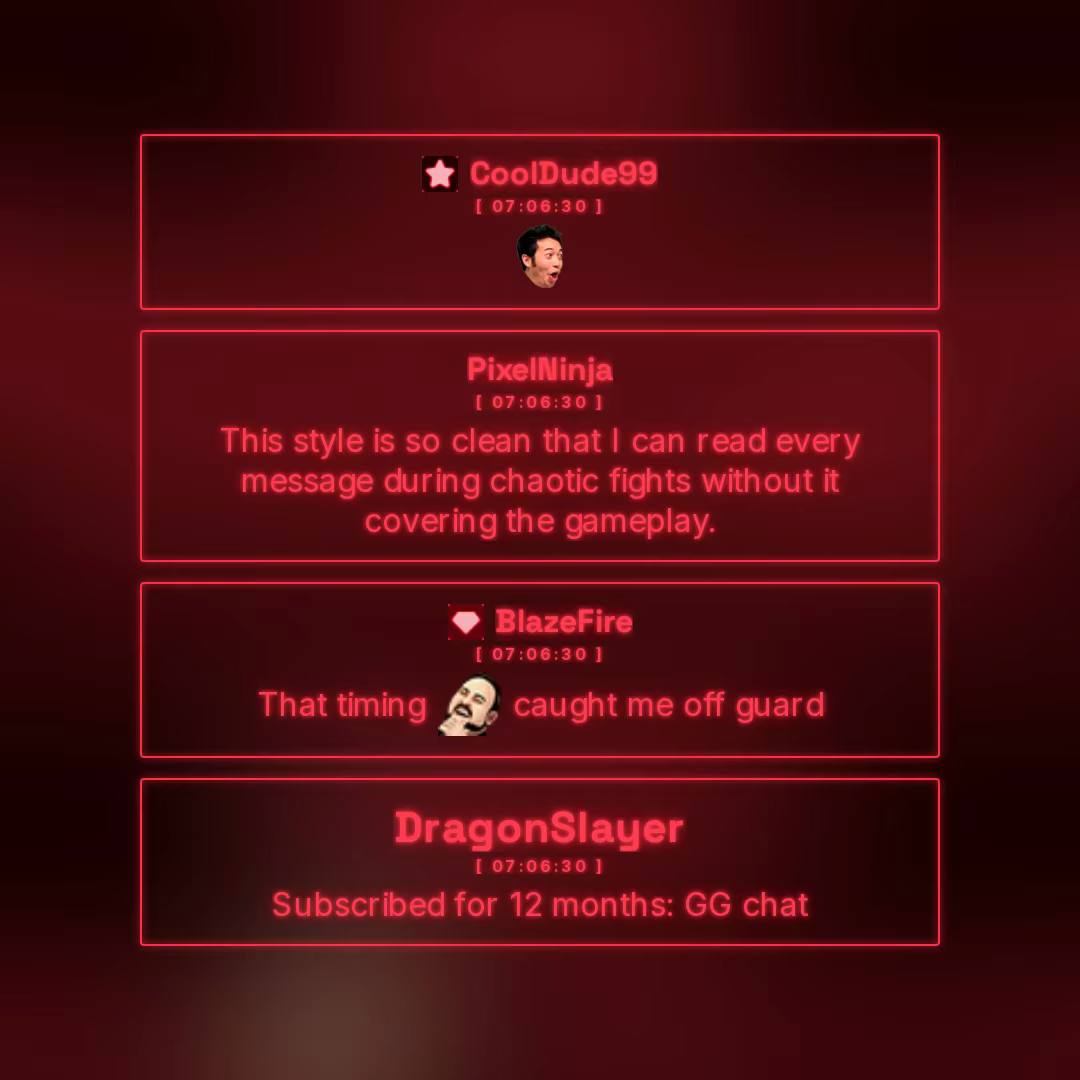 CoolDude99
[ 07:06:30 ]
PixelNinja
[ 07:06:30 ]
This style is so clean that I can read every
message during chaotic fights without it
covering the gameplay.
BlazeFire
[ 07:06:30 ]
That timing caught me off guard
DragonSlayer
[ 07:06:30 ]
Subscribed for 12 months: GG chat